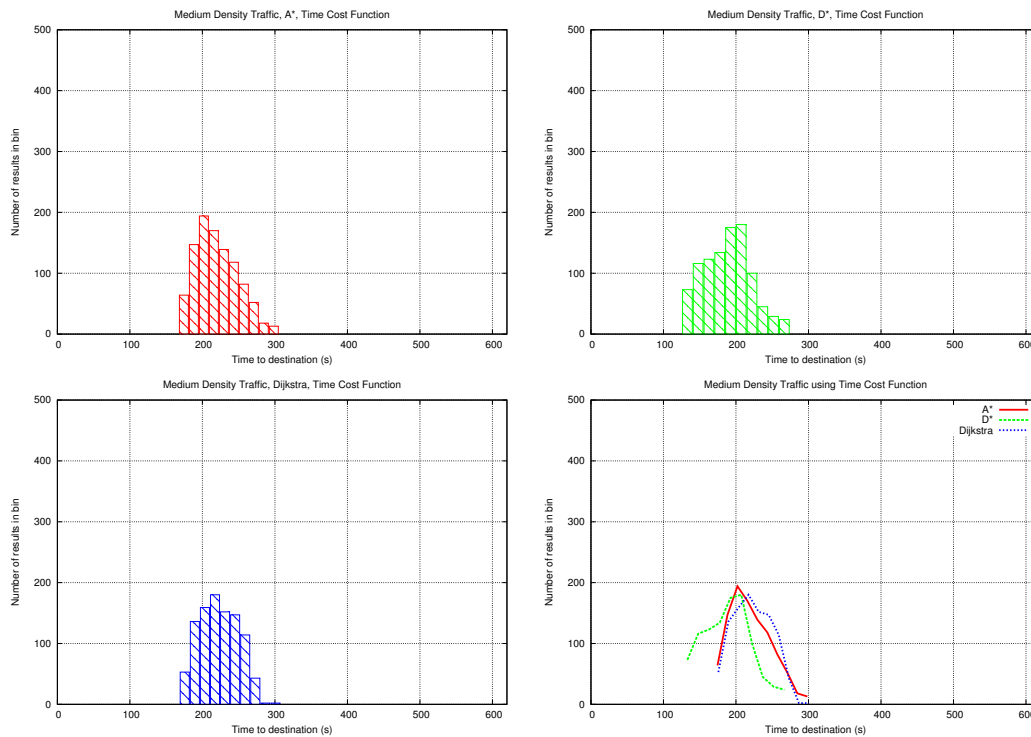 Medium Density Traffic, A*, Time Cost Function
500
400
300
200
100
0
0 100 200 300 400 500 600
Number of results in bin
Time to destination (s)
Medium Density Traffic, D*, Time Cost Function
500
400
300
200
100
0
0 100 200 300 400 500 600
Number of results in bin
Time to destination (s)
Medium Density Traffic, Dijkstra, Time Cost Function
500
400
300
200
100
0
0 100 200 300 400 500 600
Number of results in bin
Time to destination (s)
Medium Density Traffic using Time Cost Function
A*
D*
Dijkstra
500
400
300
200
100
0
0 100 200 300 400 500 600
Number of results in bin
Time to destination (s)